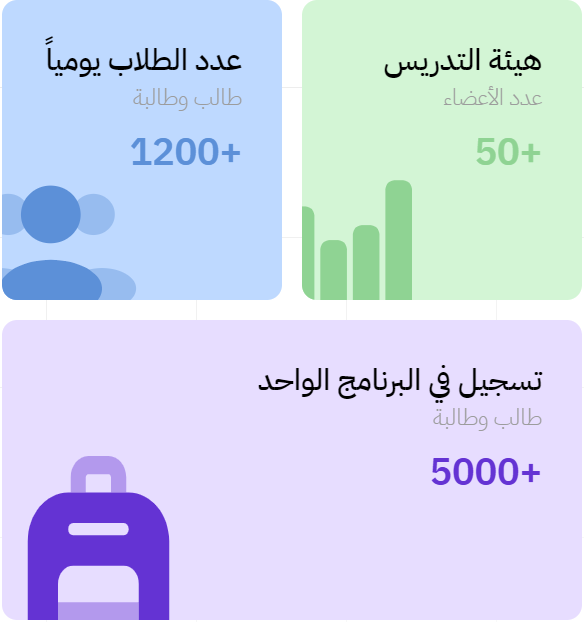 هيئة التدريس
عدد الأعضاء
50+
عدد الطلاب يومياً
طالب وطالبة
1200+
تسجيل في البرنامج الواحد
طالب وطالبة
5000+